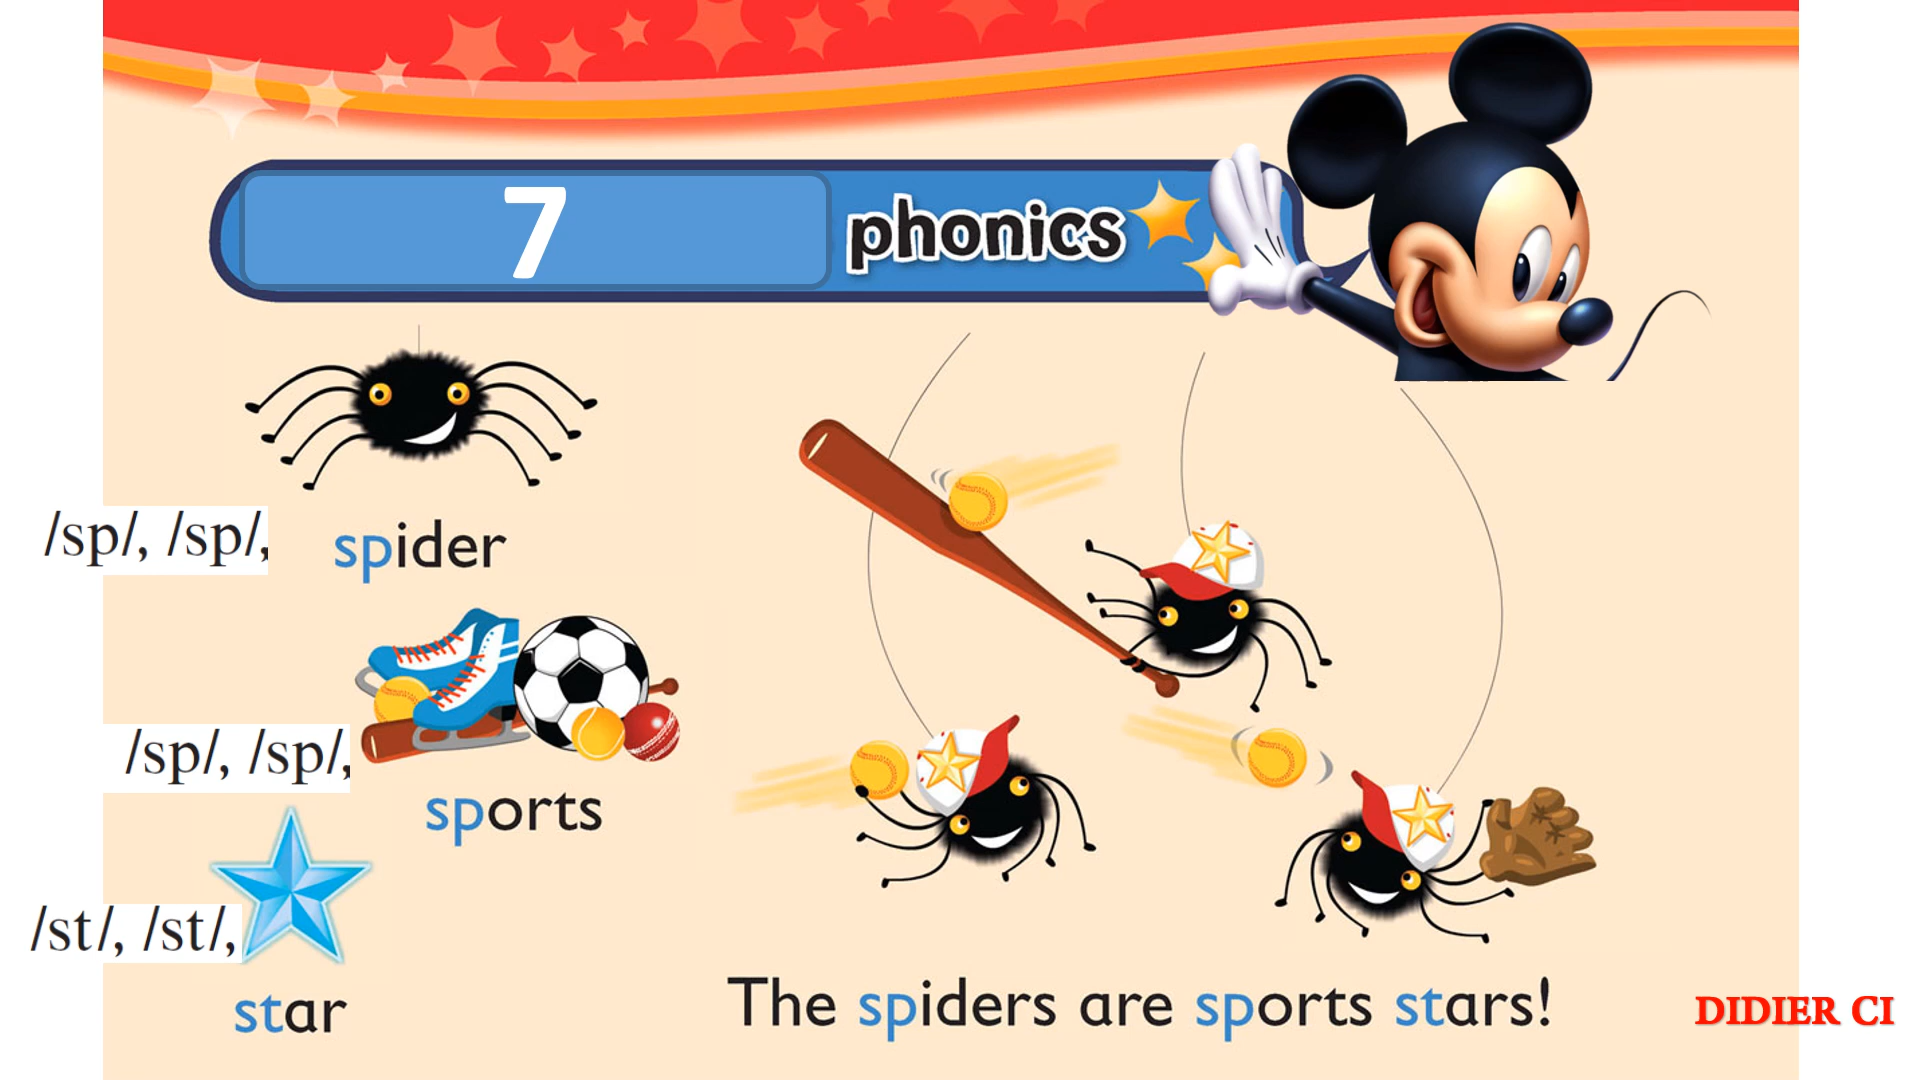 7
phonics
/sp/, /sp/,
spider
/sp/, /sp/,
sports
/st/, /st/,
star
The spiders are sports stars!
DIDIER CI